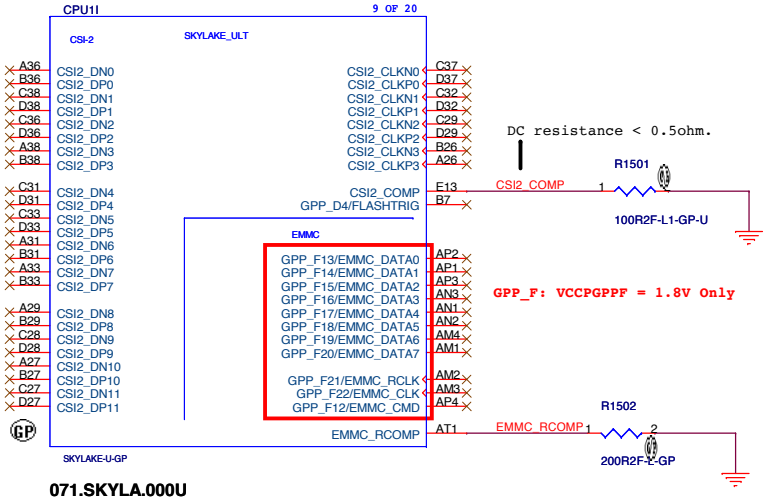 CPU1I 9 OF 20
CSI-2 SKYLAKE_ULT
A36 CSI2_DN0 CSI2_CLKN0 C37
B36 CSI2_DP0 CSI2_CLKP0 D37
C38 CSI2_DN1 CSI2_CLKN1 C32
D38 CSI2_DP1 CSI2_CLKP1 D32
C36 CSI2_DN2 CSI2_CLKN2 C29
D36 CSI2_DP2 CSI2_CLKP2 D29
A38 CSI2_DN3 CSI2_CLKN3 B26
B38 CSI2_DP3 CSI2_CLKP3 A26
DC resistance < 0.5ohm.
R1501
C31 CSI2_DN4 CSI2_COMP E13 CSI2_COMP 1
D31 CSI2_DP4 GPP_D4/FLASHTRIG B7
C33 CSI2_DN5
100R2F-L1-GP-U
D33 CSI2_DP5
A31 CSI2_DN6 EMMC
B31 CSI2_DP6 GPP_F13/EMMC_DATA0 AP2
A33 CSI2_DN7 GPP_F14/EMMC_DATA1 AP1
B33 CSI2_DP7 GPP_F15/EMMC_DATA2 AP3
GPP_F16/EMMC_DATA3 AN3
GPP_F: VCCPGPPF = 1.8V Only
A29 CSI2_DN8 GPP_F17/EMMC_DATA4 AN1
B29 CSI2_DP8 GPP_F18/EMMC_DATA5 AN2
C28 CSI2_DN9 GPP_F19/EMMC_DATA6 AM4
D28 CSI2_DP9 GPP_F20/EMMC_DATA7 AM1
A27 CSI2_DN10
B27 CSI2_DP10 GPP_F21/EMMC_RCLK AM2
C27 CSI2_DN11 GPP_F22/EMMC_CLK AM3
D27 CSI2_DP11 GPP_F12/EMMC_CMD AP4
R1502
GP EMMC_RCOMP AT1 EMMC_RCOMP 1 2
SKYLAKE-U-GP
200R2F-L-GP
071.SKYLA.000U